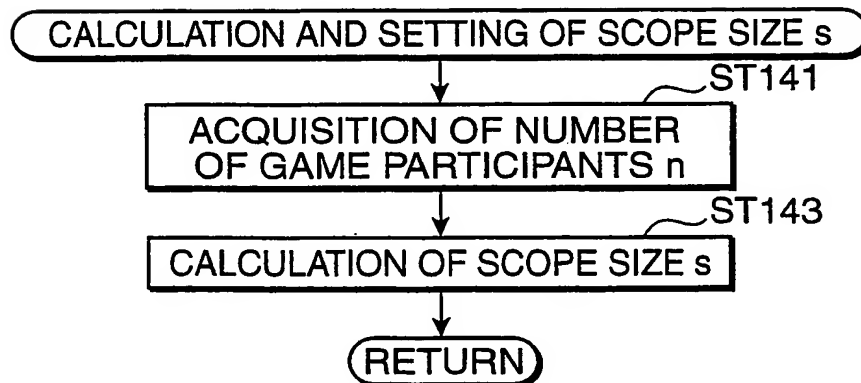 CALCULATION AND SETTING OF SCOPE SIZE s
ST141
ACQUISITION OF NUMBER
OF GAME PARTICIPANTS n
ST143
CALCULATION OF SCOPE SIZE s
RETURN